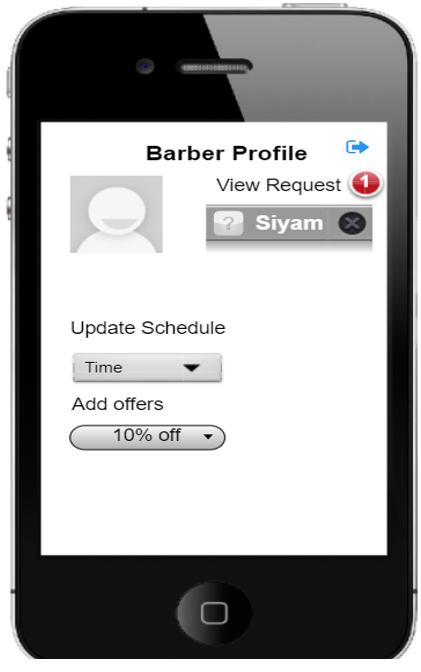 Barber Profile
View Request 1
? Siyam
Update Schedule
Time
Add offers
10% off